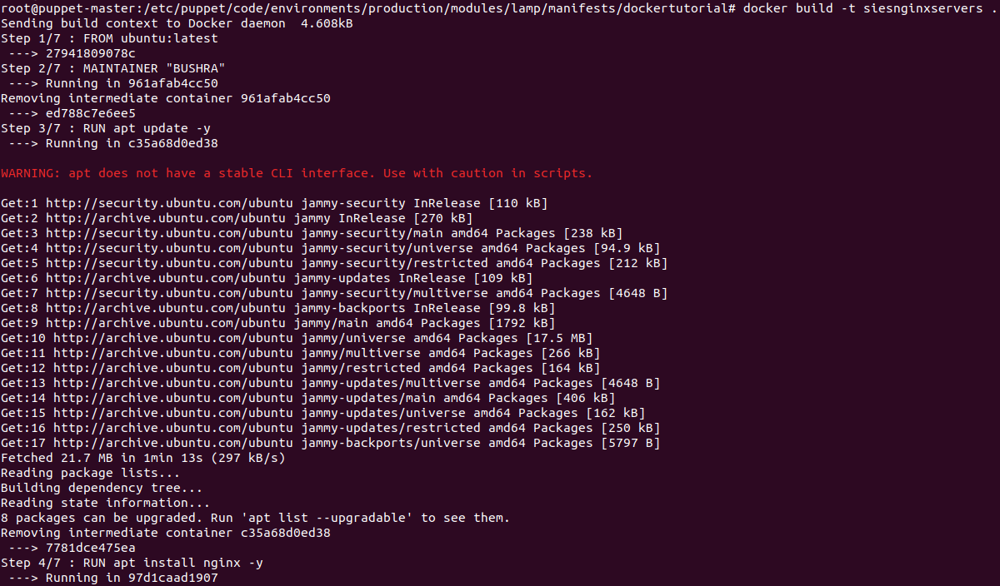 root@puppet-master:/etc/puppet/code/environments/production/modules/lamp/manifests/dockertutorial# docker build -t siesnginxservers .
Sending build context to Docker daemon  4.608kB
Step 1/7 : FROM ubuntu:latest
 ---> 27941809078c
Step 2/7 : MAINTAINER "BUSHRA"
 ---> Running in 961afab4cc50
Removing intermediate container 961afab4cc50
 ---> ed788c7e6ee5
Step 3/7 : RUN apt update -y
 ---> Running in c35a68d0ed38
WARNING: apt does not have a stable CLI interface. Use with caution in scripts.
Get:1 http://security.ubuntu.com/ubuntu jammy-security InRelease [110 kB]
Get:2 http://archive.ubuntu.com/ubuntu jammy InRelease [270 kB]
Get:3 http://security.ubuntu.com/ubuntu jammy-security/main amd64 Packages [238 kB]
Get:4 http://security.ubuntu.com/ubuntu jammy-security/universe amd64 Packages [94.9 kB]
Get:5 http://security.ubuntu.com/ubuntu jammy-security/restricted amd64 Packages [212 kB]
Get:6 http://archive.ubuntu.com/ubuntu jammy-updates InRelease [109 kB]
Get:7 http://security.ubuntu.com/ubuntu jammy-security/multiverse amd64 Packages [4648 B]
Get:8 http://archive.ubuntu.com/ubuntu jammy-backports InRelease [99.8 kB]
Get:9 http://archive.ubuntu.com/ubuntu jammy/main amd64 Packages [1792 kB]
Get:10 http://archive.ubuntu.com/ubuntu jammy/universe amd64 Packages [17.5 MB]
Get:11 http://archive.ubuntu.com/ubuntu jammy/multiverse amd64 Packages [266 kB]
Get:12 http://archive.ubuntu.com/ubuntu jammy/restricted amd64 Packages [164 kB]
Get:13 http://archive.ubuntu.com/ubuntu jammy-updates/multiverse amd64 Packages [4648 B]
Get:14 http://archive.ubuntu.com/ubuntu jammy-updates/main amd64 Packages [406 kB]
Get:15 http://archive.ubuntu.com/ubuntu jammy-updates/universe amd64 Packages [162 kB]
Get:16 http://archive.ubuntu.com/ubuntu jammy-updates/restricted amd64 Packages [250 kB]
Get:17 http://archive.ubuntu.com/ubuntu jammy-backports/universe amd64 Packages [5797 B]
Fetched 21.7 MB in 1min 13s (297 kB/s)
Reading package lists...
Building dependency tree...
Reading state information...
8 packages can be upgraded. Run 'apt list --upgradable' to see them.
Removing intermediate container c35a68d0ed38
 ---> 7781dce475ea
Step 4/7 : RUN apt install nginx -y
 ---> Running in 97d1caad1907